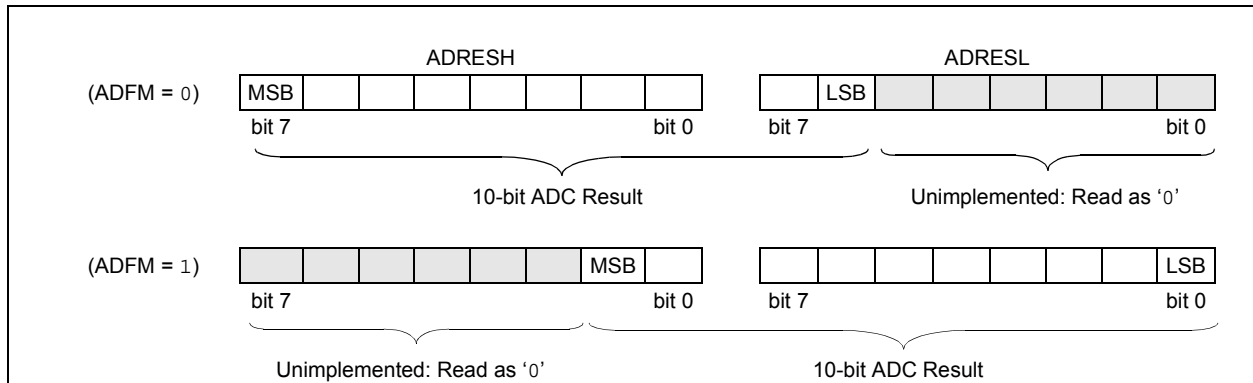 ADRESH ADRESL
(ADFM = 0) MSB LSB
bit 7 bit 0 bit 7 bit 0
10-bit ADC Result Unimplemented: Read as ‘0’
(ADFM = 1) MSB LSB
bit 7 bit 0 bit 7 bit 0
Unimplemented: Read as ‘0’ 10-bit ADC Result